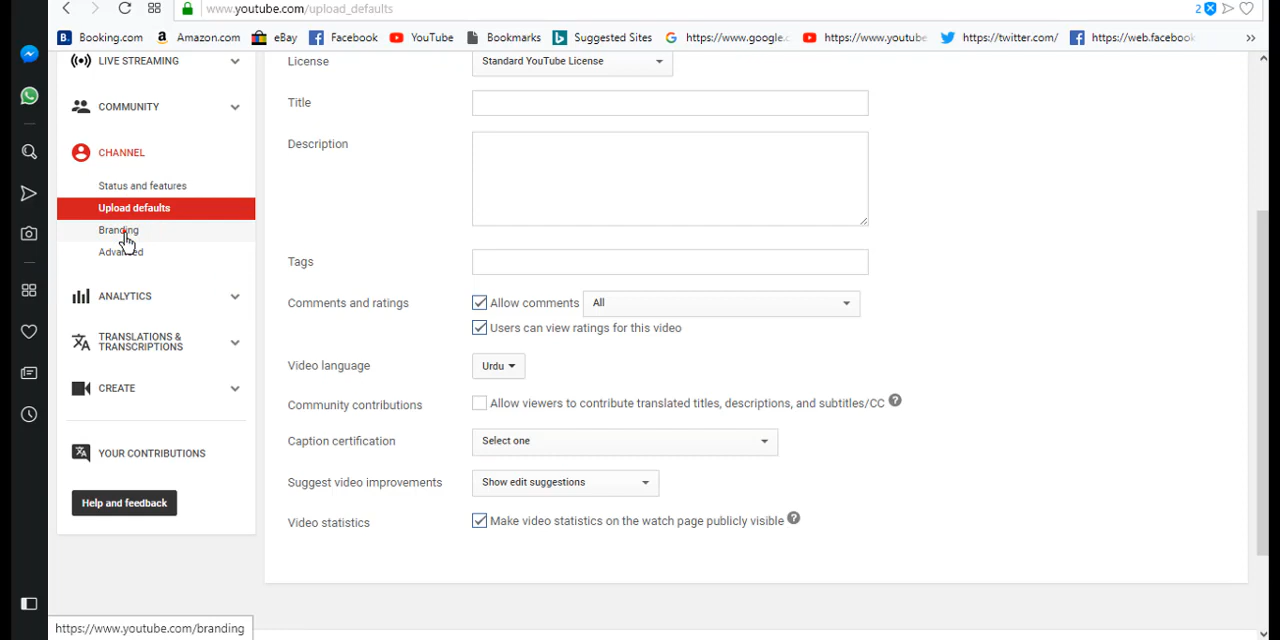 www.youtube.com/upload_defaults
2
Booking.com
Amazon.com
eBay
Facebook
YouTube
Bookmarks
Suggested Sites
https://www.google.
https://www.youtube
https://twitter.com/
https://web.facebook
LIVE STREAMING
COMMUNITY
CHANNEL
Status and features
Upload defaults
Branding
Advanced
ANALYTICS
TRANSLATIONS &
TRANSCRIPTIONS
CREATE
YOUR CONTRIBUTIONS
Help and feedback
License
Standard YouTube License
Title
Description
Tags
Comments and ratings
Allow comments
All
Users can view ratings for this video
Video language
Urdu
Community contributions
Allow viewers to contribute translated titles, descriptions, and subtitles/CC
Caption certification
Select one
Suggest video improvements
Show edit suggestions
Video statistics
Make video statistics on the watch page publicly visible
https://www.youtube.com/branding